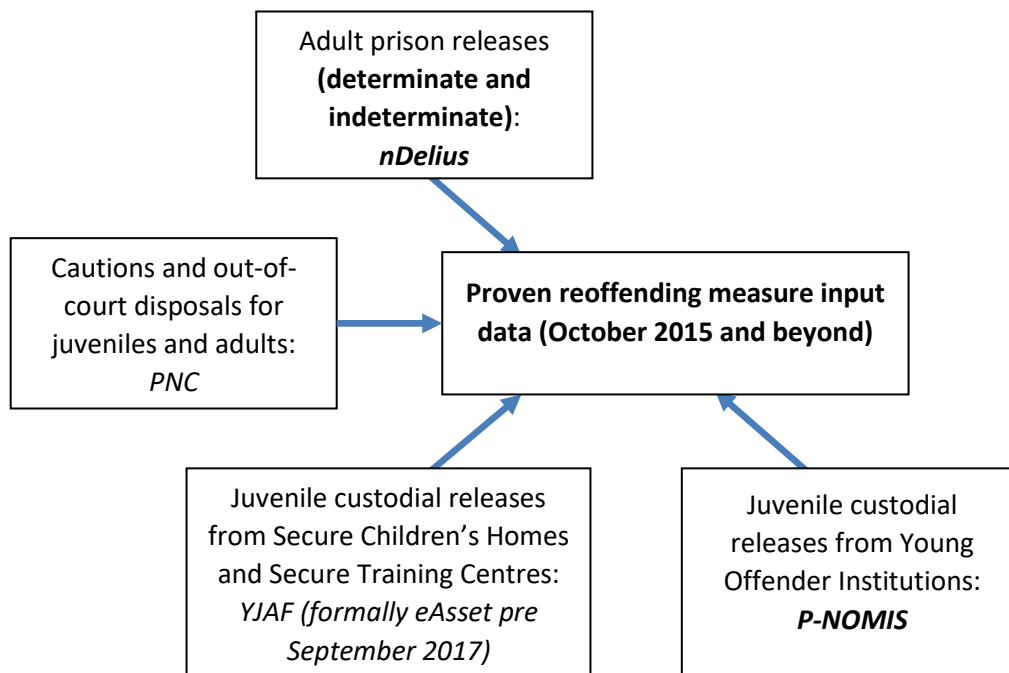 Adult prison releases
(determinate and
indeterminate):
nDelius
Cautions and out-of-
court disposals for
juveniles and adults:
PNC
Proven reoffending measure input
data (October 2015 and beyond)
Juvenile custodial releases
from Secure Children’s Homes
and Secure Training Centres:
YJAF (formally eAsset pre
September 2017)
Juvenile custodial
releases from Young
Offender Institutions:
P-NOMIS